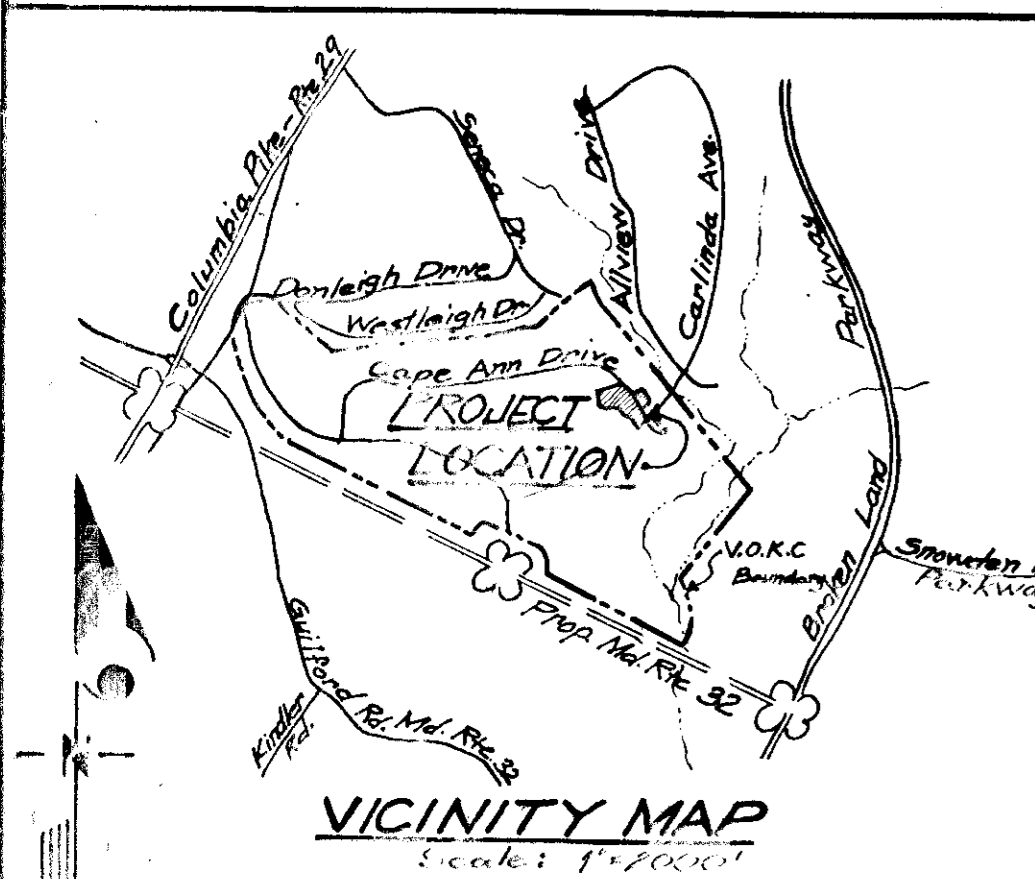 Columbia Pike - Rte 29
Seneca Dr.
Allview Drive
Carlinda Ave.
Donleigh Drive
Westleigh Dr.
Cape Ann Drive
PROJECT
LOCATION
V.O.K.C
Boundary
Broken Land Parkway
Snowden
Parkway
Prop. Md. Rte 32
Guilford Rd. Md. Rte. 32
Kindler
Rd.
VICINITY MAP
Scale: 1"=2000'